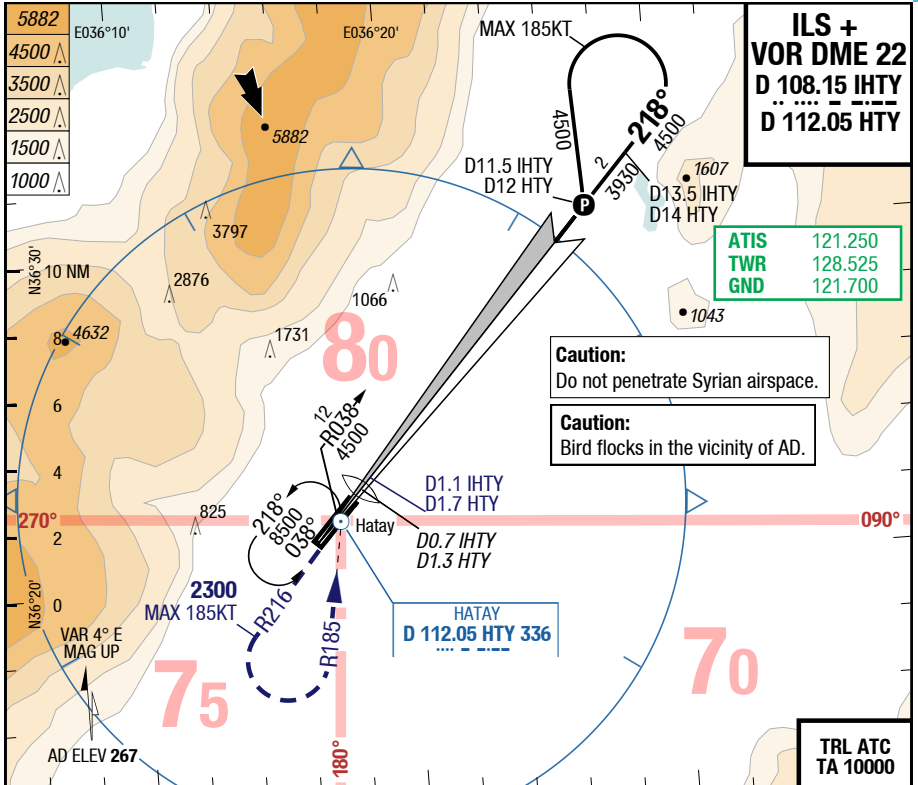 5882
4500
3500
2500
1500
1000
E036°10'
E036°20'
MAX 185KT
ILS +
VOR DME 22
D 108.15 IHTY
D 112.05 HTY
5882
4500
218°
4500
2
3930
D11.5 IHTY
D12 HTY
P
D13.5 IHTY
D14 HTY
1607
3797
ATIS 121.250
TWR 128.525
GND 121.700
N36°30'
10 NM
2876
1066
1043
8
4632
1731
80
Caution:
Do not penetrate Syrian airspace.
6
12
R038
4500
Caution:
Bird flocks in the vicinity of AD.
4
D1.1 IHTY
D1.7 HTY
825
218°
8500
038°
Hatay
270°
090°
2
D0.7 IHTY
D1.3 HTY
2300
MAX 185KT
R216
R185
N36°20'
0
HATAY
D 112.05 HTY 336
VAR 4° E
MAG UP
75
70
AD ELEV 267
180°
TRL ATC
TA 10000